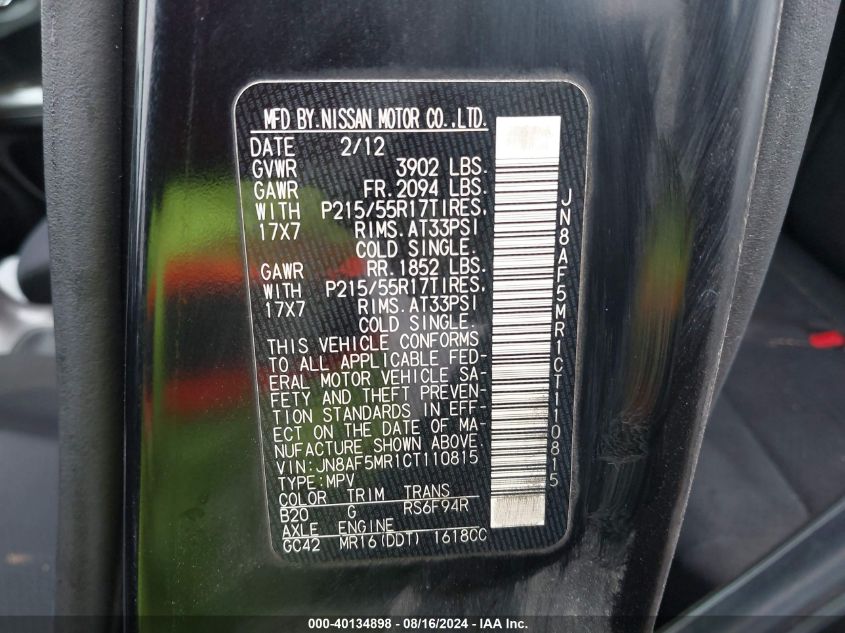 MFD BY.NISSAN MOTOR CO.,LTD.
DATE 2/12
GVWR 3902 LBS.
GAWR FR.2094 LBS.
WITH P215/55R17TIRES,
17X7 RIMS.AT33PSI
COLD SINGLE.
GAWR RR.1852 LBS.
WITH P215/55R17TIRES,
17X7 RIMS.AT33PSI
COLD SINGLE.
THIS VEHICLE CONFORMS
TO ALL APPLICABLE FED-
ERAL MOTOR VEHICLE SA-
FETY AND THEFT PREVEN-
TION STANDARDS IN EFF-
ECT ON THE DATE OF MA-
NUFACTURE SHOWN ABOVE.
VIN:JN8AF5MR1CT110815
TYPE:MPV
COLOR TRIM TRANS
B20 G RS6F94R
AXLE ENGINE
GC42 MR16(DDT) 1618CC
JN8AF5MR1CT110815
000-40134898 - 08/16/2024 - IAA, Inc.